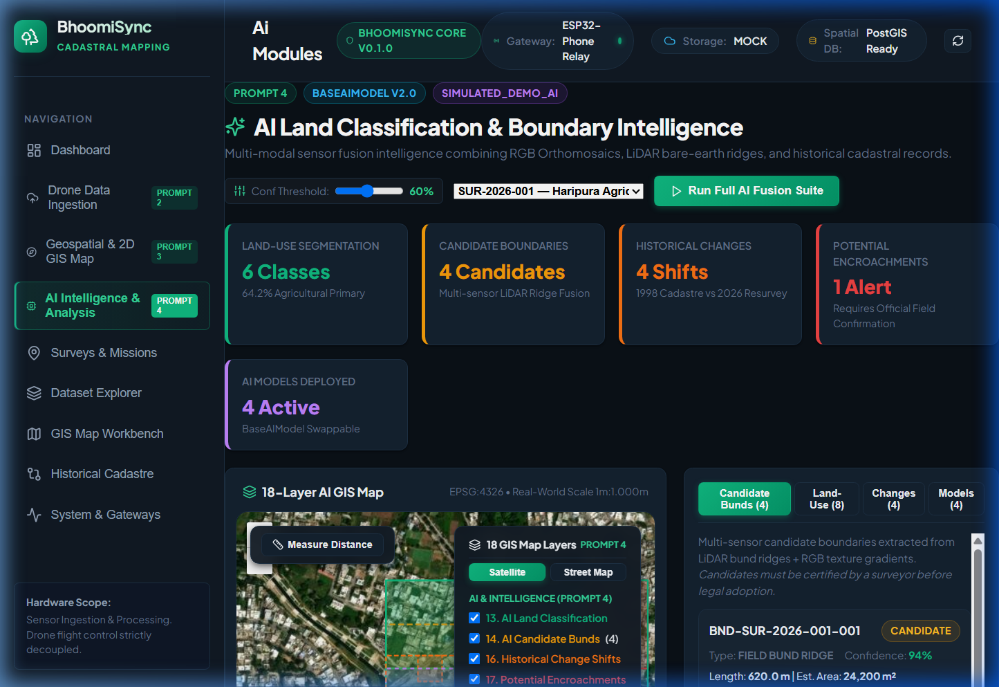 BhoomiSync
CADASTRAL MAPPING
NAVIGATION
Dashboard
Drone Data
Ingestion
PROMPT
2
Geospatial & 2D
GIS Map
PROMPT
3
AI Intelligence &
Analysis
PROMPT
4
Surveys & Missions
Dataset Explorer
GIS Map Workbench
Historical Cadastre
System & Gateways
Hardware Scope:
Sensor Ingestion & Processing.
Drone flight control strictly
decoupled.
Ai
Modules
BHOOMISYNC CORE
V0.1.0
Gateway:
ESP32-
Phone
Relay
Storage: MOCK
Spatial
DB:
PostGIS
Ready
PROMPT 4
BASEAIMODEL V2.0
SIMULATED_DEMO_AI
AI Land Classification & Boundary Intelligence
Multi-modal sensor fusion intelligence combining RGB Orthomosaics, LiDAR bare-earth ridges, and historical cadastral records.
Conf Threshold: 60%
SUR-2026-001 — Haripura Agric
Run Full AI Fusion Suite
LAND-USE SEGMENTATION
6 Classes
64.2% Agricultural Primary
CANDIDATE BOUNDARIES
4 Candidates
Multi-sensor LiDAR Ridge Fusion
HISTORICAL CHANGES
4 Shifts
1998 Cadastre vs 2026 Resurvey
POTENTIAL
ENCROACHMENTS
1 Alert
Requires Official Field
Confirmation
AI MODELS DEPLOYED
4 Active
BaseAIModel Swappable
18-Layer AI GIS Map
EPSG:4326 • Real-World Scale 1m:1.000m
Measure Distance
18 GIS Map Layers PROMPT 4
Satellite
Street Map
AI & INTELLIGENCE (PROMPT 4)
13. AI Land Classification
14. AI Candidate Bunds (4)
16. Historical Change Shifts
17. Potential Encroachments
Candidate
Bunds (4)
Land-
Use (8)
Changes
(4)
Models
(4)
Multi-sensor candidate boundaries extracted from
LiDAR bund ridges + RGB texture gradients.
Candidates must be certified by a surveyor before
legal adoption.
BND-SUR-2026-001-001
CANDIDATE
Type: FIELD BUND RIDGE Confidence: 94%
Length: 620.0 m | Est. Area: 24,200 m²